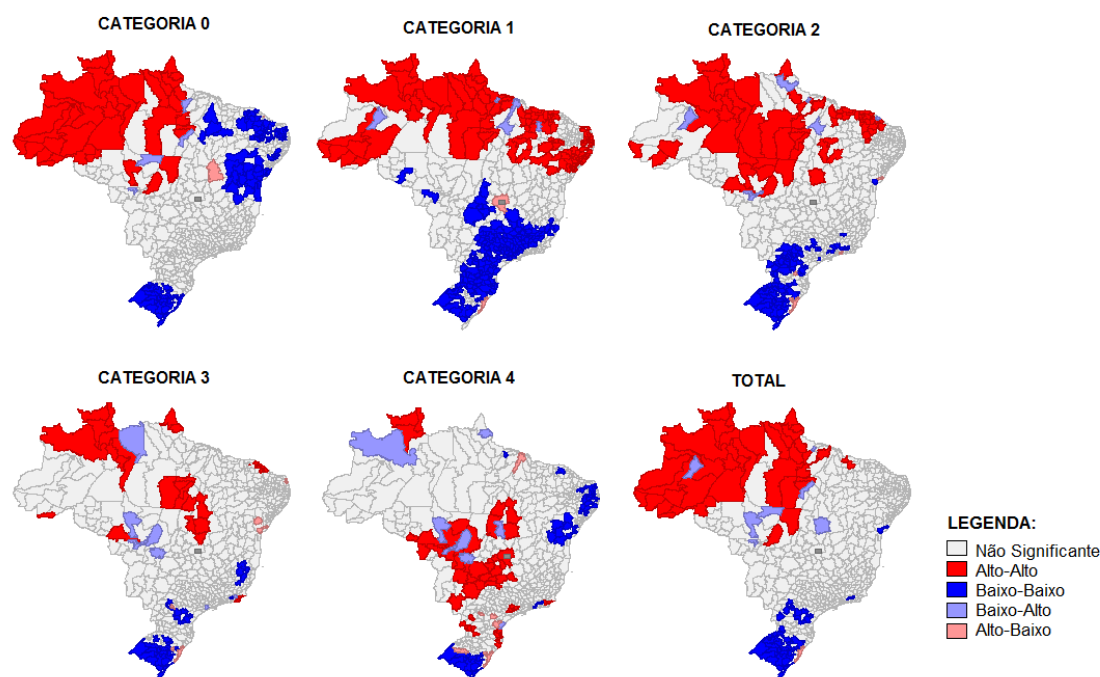 CATEGORIA 0
CATEGORIA 1
CATEGORIA 2
CATEGORIA 3
CATEGORIA 4
TOTAL
LEGENDA:
Não Significante
Alto-Alto
Baixo-Baixo
Baixo-Alto
Alto-Baixo